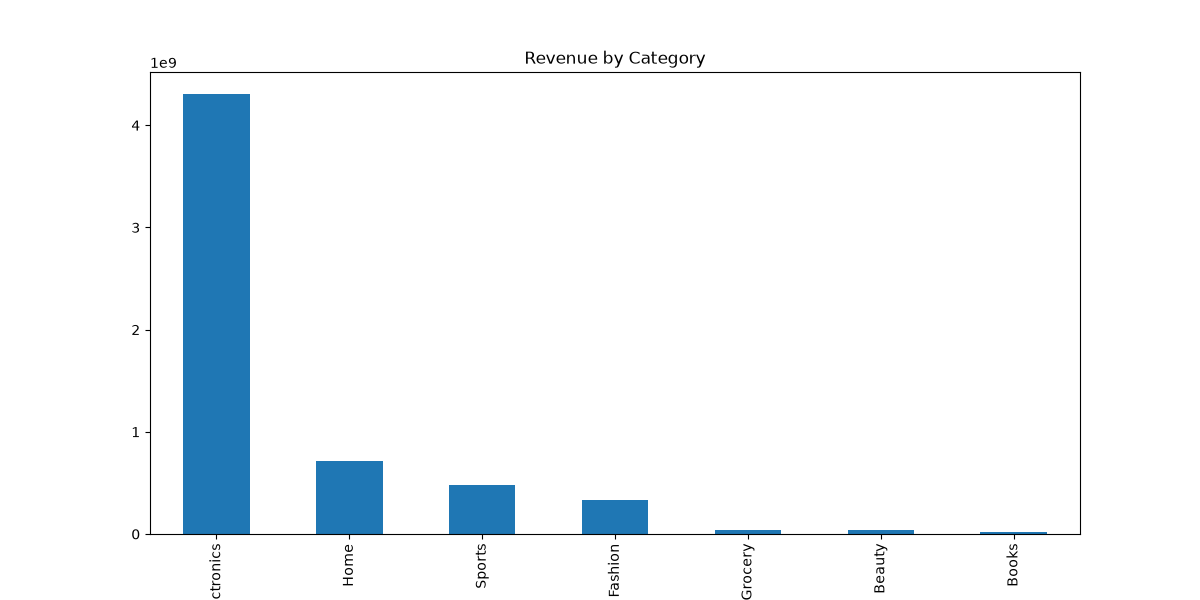 Revenue by Category
1e9
4
3
2
1
0
ctronics
Home
Sports
Fashion
Grocery
Beauty
Books